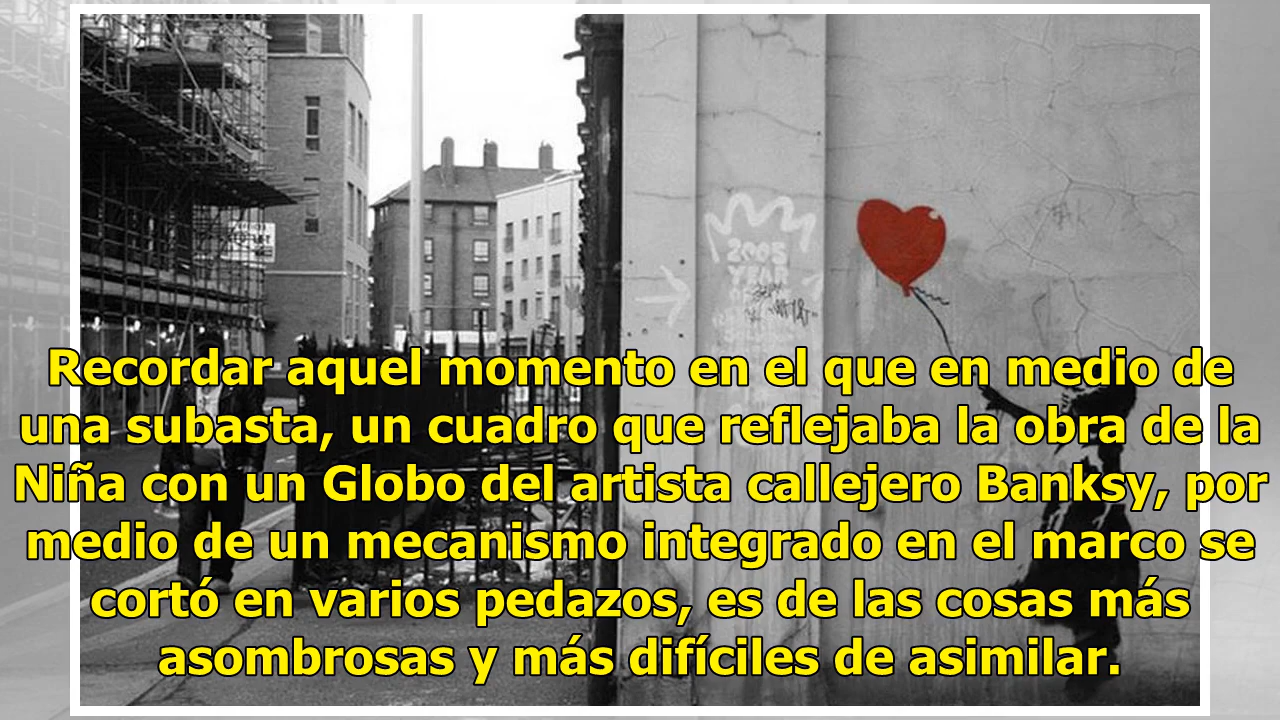 2005
YEAR
Recordar aquel momento en el que en medio de
una subasta, un cuadro que reflejaba la obra de la
Niña con un Globo del artista callejero Banksy, por
medio de un mecanismo integrado en el marco se
cortó en varios pedazos, es de las cosas más
asombrosas y más difíciles de asimilar.